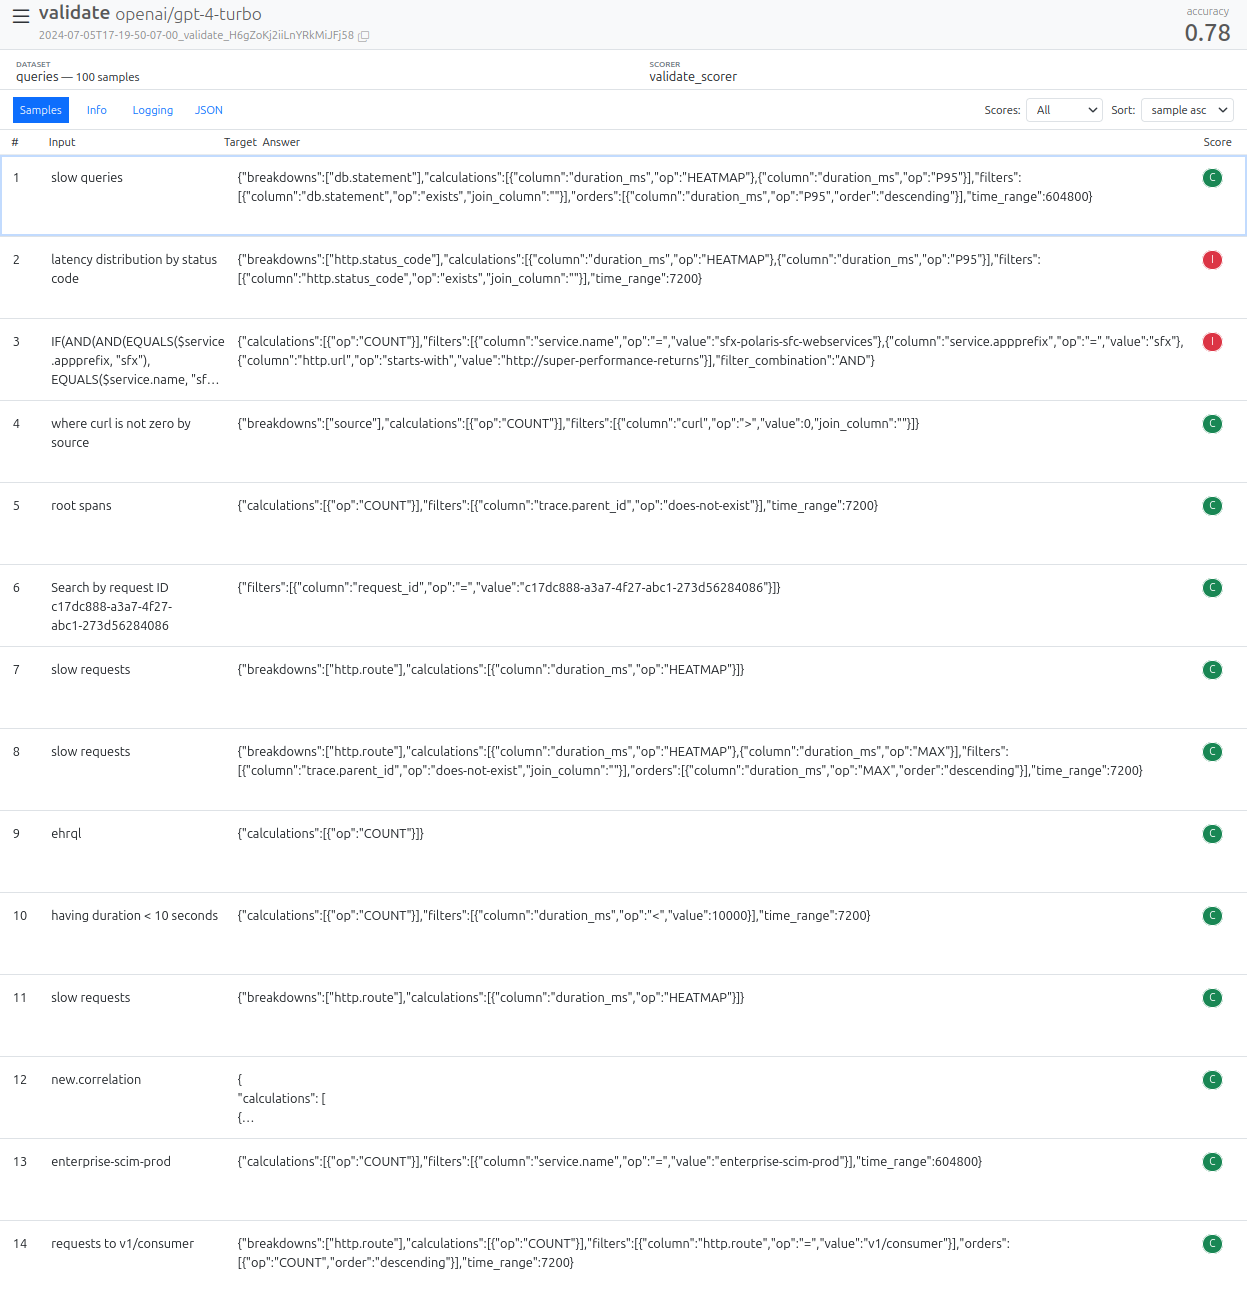 validate openai/gpt-4-turbo
2024-07-05T17-19-50-07-00_validate_H6gZoKj2iiLnYRkMiJFj58
accuracy
0.78
DATASET
queries — 100 samples
SCORER
validate_scorer
Samples Info Logging JSON Scores: All Sort: sample asc
# Input Target Answer Score
1 slow queries {"breakdowns":["db.statement"],"calculations":[{"column":"duration_ms","op":"HEATMAP"},{"column":"duration_ms","op":"P95"}],"filters": C
[{"column":"db.statement","op":"exists","join_column":""}],"orders":[{"column":"duration_ms","op":"P95","order":"descending"}],"time_range":604800}
2 latency distribution by status {"breakdowns":["http.status_code"],"calculations":[{"column":"duration_ms","op":"HEATMAP"},{"column":"duration_ms","op":"P95"}],"filters": I
code [{"column":"http.status_code","op":"exists","join_column":""}],"time_range":7200}
3 IF(AND(AND(EQUALS($service {"calculations":[{"op":"COUNT"}],"filters":[{"column":"service.name","op":"=","value":"sfx-polaris-sfc-webservices"},{"column":"service.appprefix","op":"=","value":"sfx"}, I
.appprefix, "sfx"), {"column":"http.url","op":"starts-with","value":"http://super-performance-returns"}],"filter_combination":"AND"}
EQUALS($service.name, "sf…
4 where curl is not zero by {"breakdowns":["source"],"calculations":[{"op":"COUNT"}],"filters":[{"column":"curl","op":">","value":0,"join_column":""}]} C
source
5 root spans {"calculations":[{"op":"COUNT"}],"filters":[{"column":"trace.parent_id","op":"does-not-exist"}],"time_range":7200} C
6 Search by request ID {"filters":[{"column":"request_id","op":"=","value":"c17dc888-a3a7-4f27-abc1-273d56284086"}]} C
c17dc888-a3a7-4f27-
abc1-273d56284086
7 slow requests {"breakdowns":["http.route"],"calculations":[{"column":"duration_ms","op":"HEATMAP"}]} C
8 slow requests {"breakdowns":["http.route"],"calculations":[{"column":"duration_ms","op":"HEATMAP"},{"column":"duration_ms","op":"MAX"}],"filters": C
[{"column":"trace.parent_id","op":"does-not-exist","join_column":""}],"orders":[{"column":"duration_ms","op":"MAX","order":"descending"}],"time_range":7200}
9 ehrql {"calculations":[{"op":"COUNT"}]} C
10 having duration < 10 seconds {"calculations":[{"op":"COUNT"}],"filters":[{"column":"duration_ms","op":"<","value":10000}],"time_range":7200} C
11 slow requests {"breakdowns":["http.route"],"calculations":[{"column":"duration_ms","op":"HEATMAP"}]} C
12 new.correlation { C
"calculations": [
{…
13 enterprise-scim-prod {"calculations":[{"op":"COUNT"}],"filters":[{"column":"service.name","op":"=","value":"enterprise-scim-prod"}],"time_range":604800} C
14 requests to v1/consumer {"breakdowns":["http.route"],"calculations":[{"op":"COUNT"}],"filters":[{"column":"http.route","op":"=","value":"v1/consumer"}],"orders": C
[{"op":"COUNT","order":"descending"}],"time_range":7200}